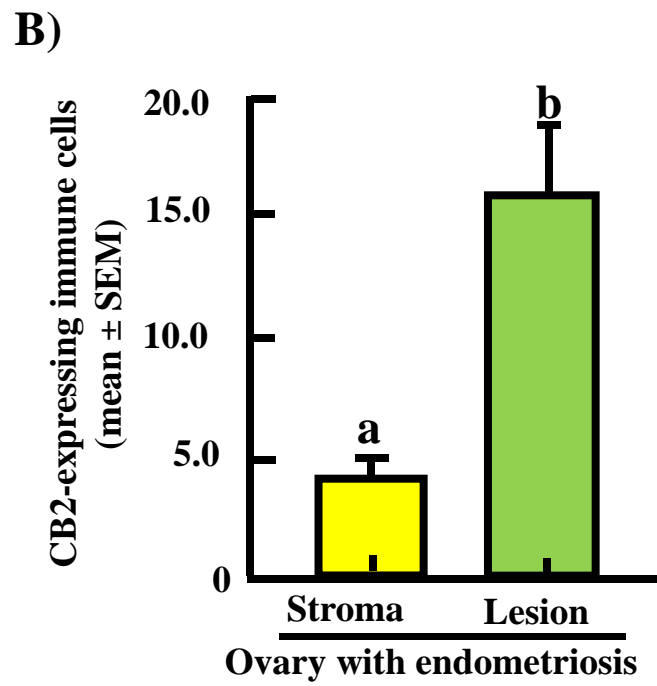 B)
CB2-expressing immune cells
(mean ± SEM)
20.0
15.0
10.0
5.0
0
a
b
Stroma
Lesion
Ovary with endometriosis